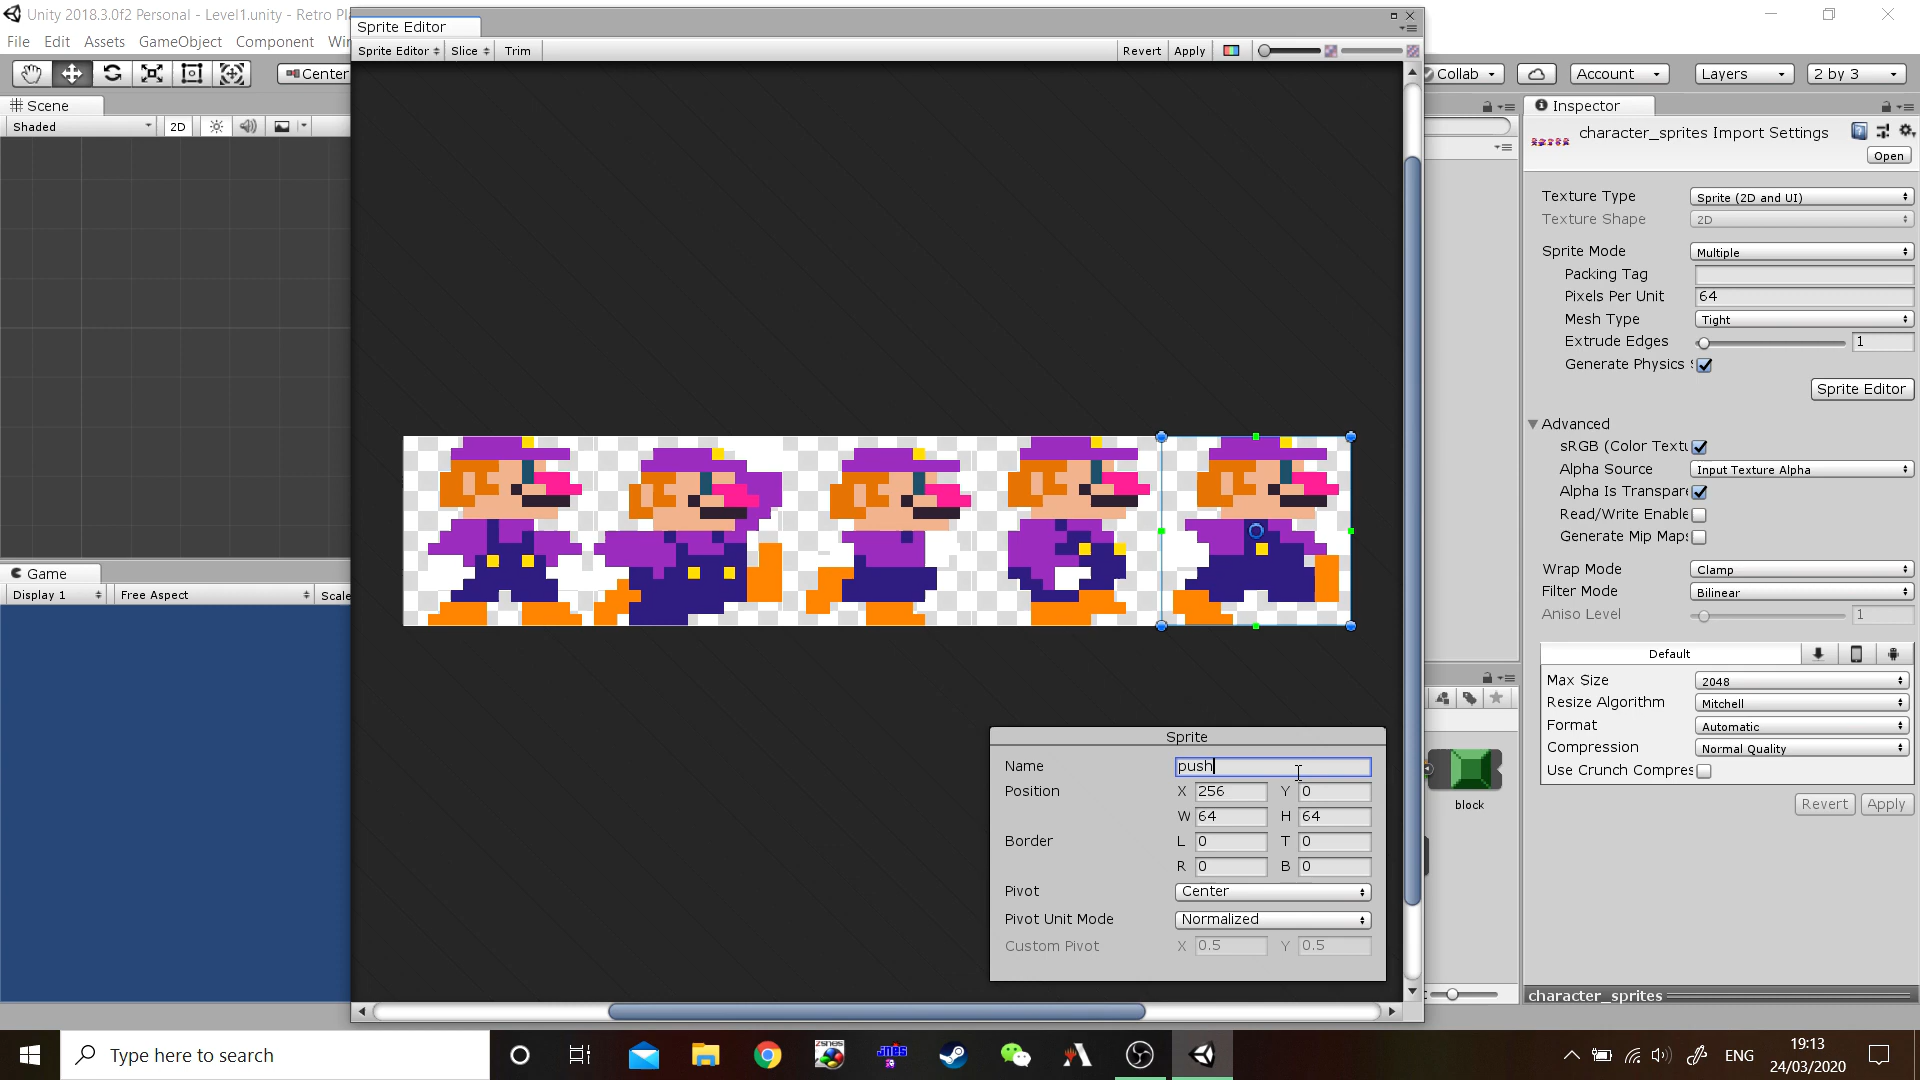 Unity 2018.3.0f2 Personal - Level1.unity - Retro Pl
File Edit Assets GameObject Component Win
Center
Scene
Shaded 2D
Game
Display 1 Free Aspect Scale
Sprite Editor
Sprite Editor Slice Trim Revert Apply
Sprite
Name push
Position X 256 Y 0
W 64 H 64
Border L 0 T 0
R 0 B 0
Pivot Center
Pivot Unit Mode Normalized
Custom Pivot X 0.5 Y 0.5
block
Collab Account Layers 2 by 3
Inspector
character_sprites Import Settings
Open
Texture Type Sprite (2D and UI)
Texture Shape 2D
Sprite Mode Multiple
Packing Tag
Pixels Per Unit 64
Mesh Type Tight
Extrude Edges 1
Generate Physics S
Sprite Editor
Advanced
sRGB (Color Textu
Alpha Source Input Texture Alpha
Alpha Is Transpare
Read/Write Enable
Generate Mip Maps
Wrap Mode Clamp
Filter Mode Bilinear
Aniso Level 1
Default
Max Size 2048
Resize Algorithm Mitchell
Format Automatic
Compression Normal Quality
Use Crunch Compres
Revert Apply
character_sprites
Type here to search
ZSNES
jnes
ENG
19:13
24/03/2020